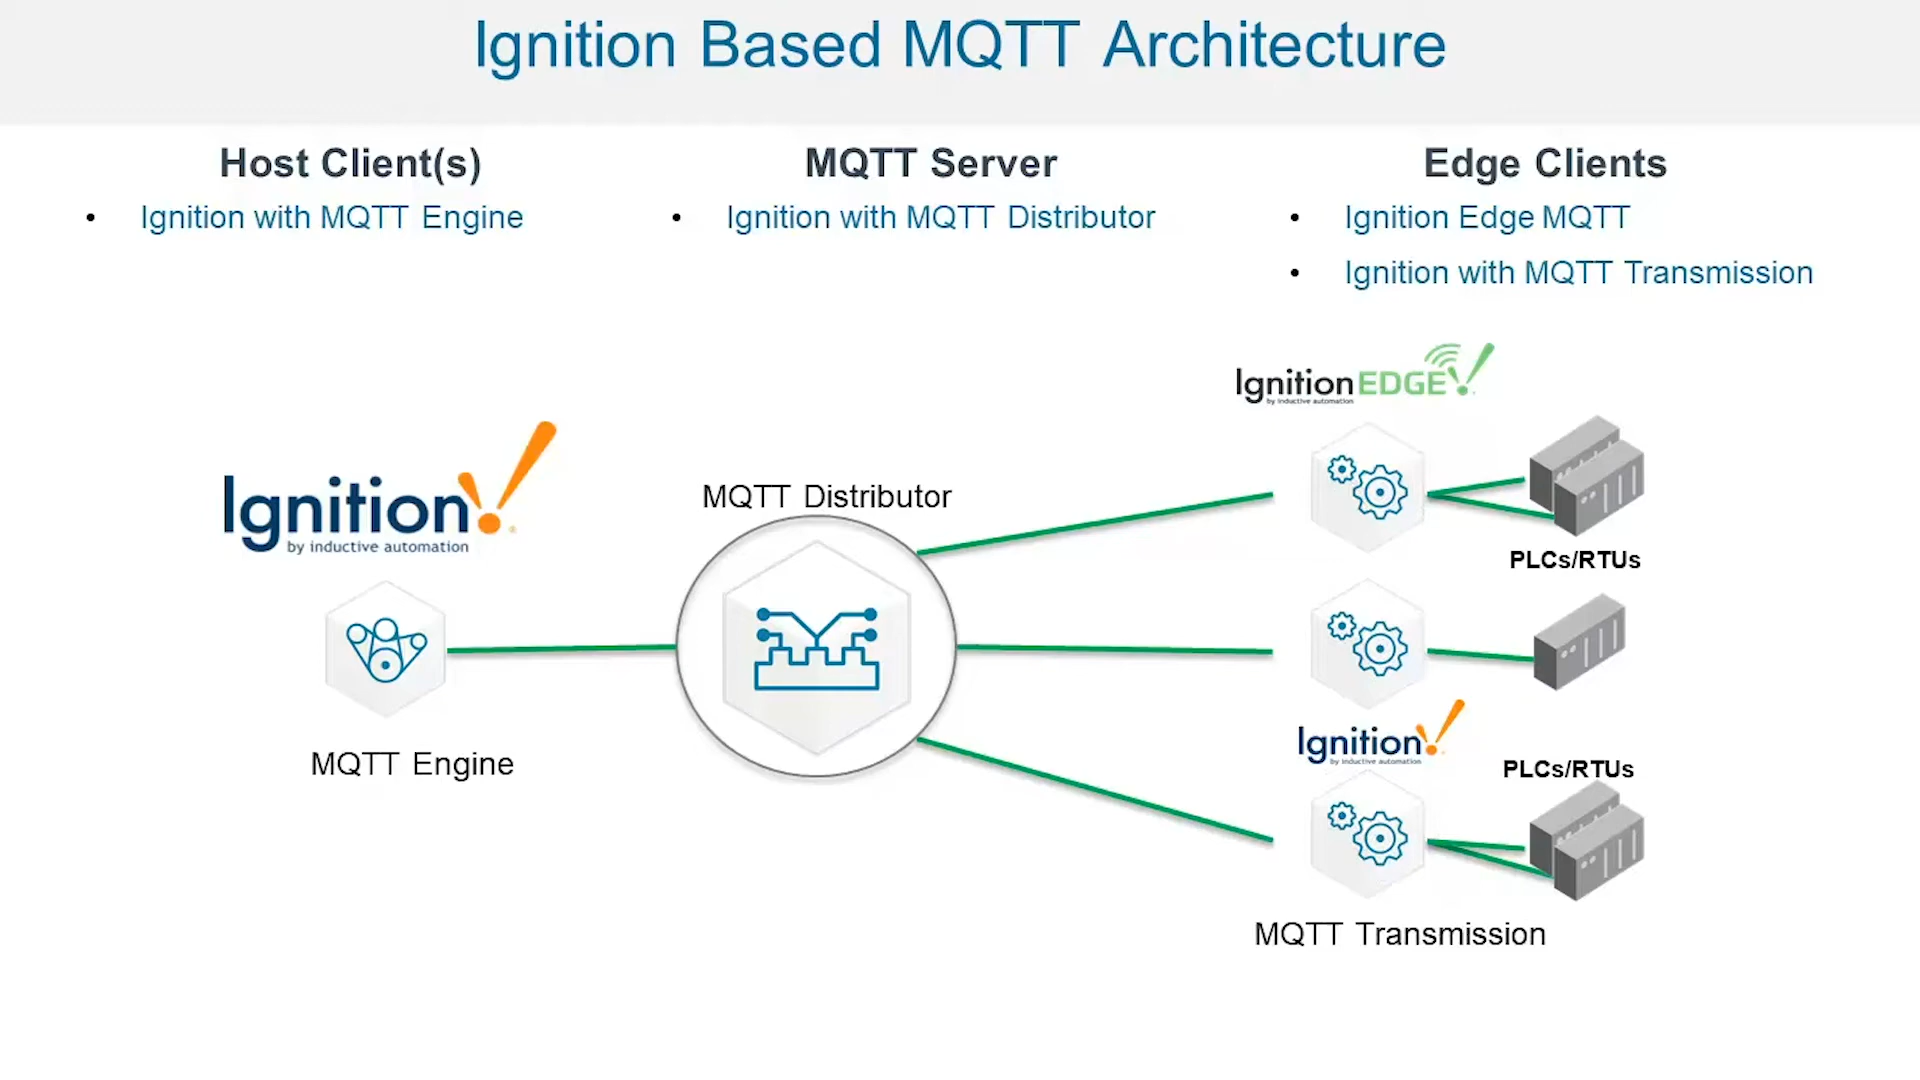 Ignition Based MQTT Architecture
Host Client(s)
• Ignition with MQTT Engine
MQTT Server
• Ignition with MQTT Distributor
Edge Clients
• Ignition Edge MQTT
• Ignition with MQTT Transmission
Ignition!
by inductive automation
MQTT Engine
MQTT Distributor
Ignition EDGE!
by inductive automation
PLCs/RTUs
Ignition!
by inductive automation
PLCs/RTUs
MQTT Transmission